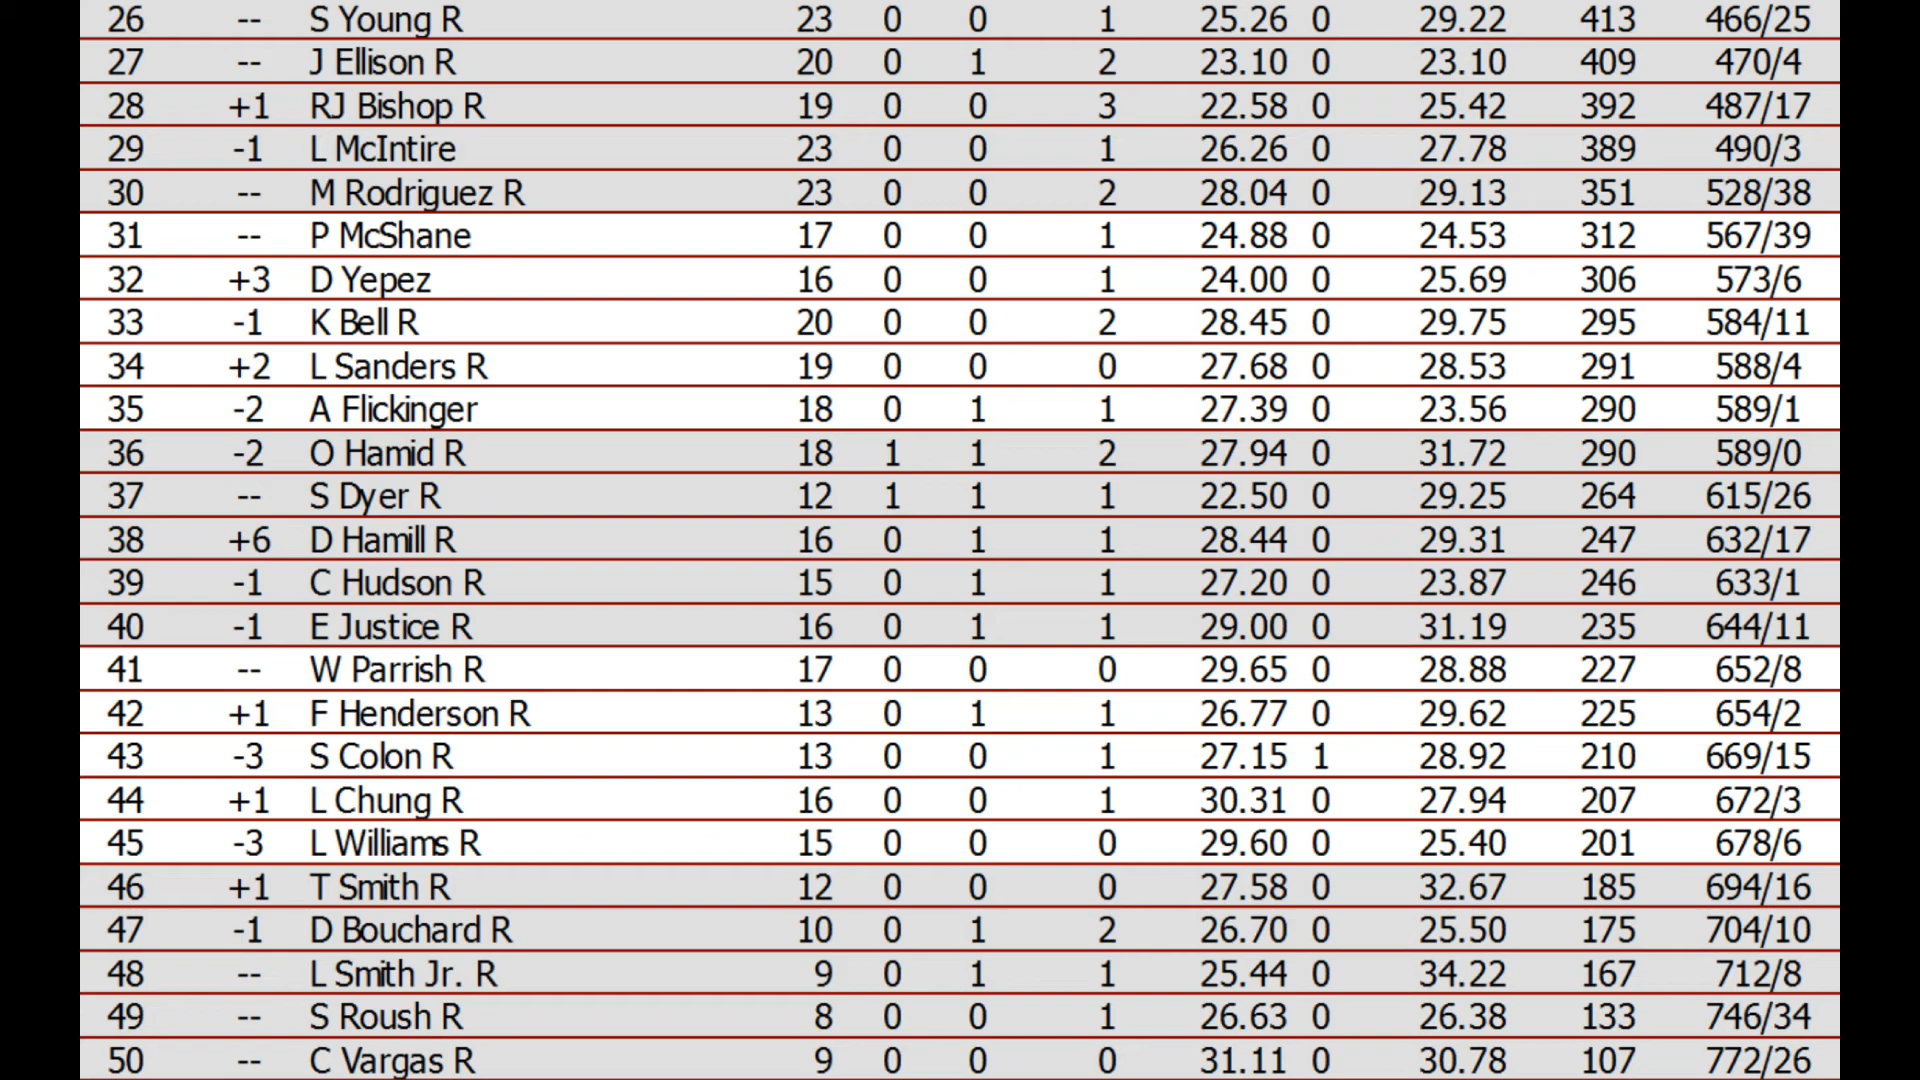 26 -- S Young R 23 0 0 1 25.26 0 29.22 413 466/25
27 -- J Ellison R 20 0 1 2 23.10 0 23.10 409 470/4
28 +1 RJ Bishop R 19 0 0 3 22.58 0 25.42 392 487/17
29 -1 L McIntire 23 0 0 1 26.26 0 27.78 389 490/3
30 -- M Rodriguez R 23 0 0 2 28.04 0 29.13 351 528/38
31 -- P McShane 17 0 0 1 24.88 0 24.53 312 567/39
32 +3 D Yepez 16 0 0 1 24.00 0 25.69 306 573/6
33 -1 K Bell R 20 0 0 2 28.45 0 29.75 295 584/11
34 +2 L Sanders R 19 0 0 0 27.68 0 28.53 291 588/4
35 -2 A Flickinger 18 0 1 1 27.39 0 23.56 290 589/1
36 -2 O Hamid R 18 1 1 2 27.94 0 31.72 290 589/0
37 -- S Dyer R 12 1 1 1 22.50 0 29.25 264 615/26
38 +6 D Hamill R 16 0 1 1 28.44 0 29.31 247 632/17
39 -1 C Hudson R 15 0 1 1 27.20 0 23.87 246 633/1
40 -1 E Justice R 16 0 1 1 29.00 0 31.19 235 644/11
41 -- W Parrish R 17 0 0 0 29.65 0 28.88 227 652/8
42 +1 F Henderson R 13 0 1 1 26.77 0 29.62 225 654/2
43 -3 S Colon R 13 0 0 1 27.15 1 28.92 210 669/15
44 +1 L Chung R 16 0 0 1 30.31 0 27.94 207 672/3
45 -3 L Williams R 15 0 0 0 29.60 0 25.40 201 678/6
46 +1 T Smith R 12 0 0 0 27.58 0 32.67 185 694/16
47 -1 D Bouchard R 10 0 1 2 26.70 0 25.50 175 704/10
48 -- L Smith Jr. R 9 0 1 1 25.44 0 34.22 167 712/8
49 -- S Roush R 8 0 0 1 26.63 0 26.38 133 746/34
50 -- C Vargas R 9 0 0 0 31.11 0 30.78 107 772/26